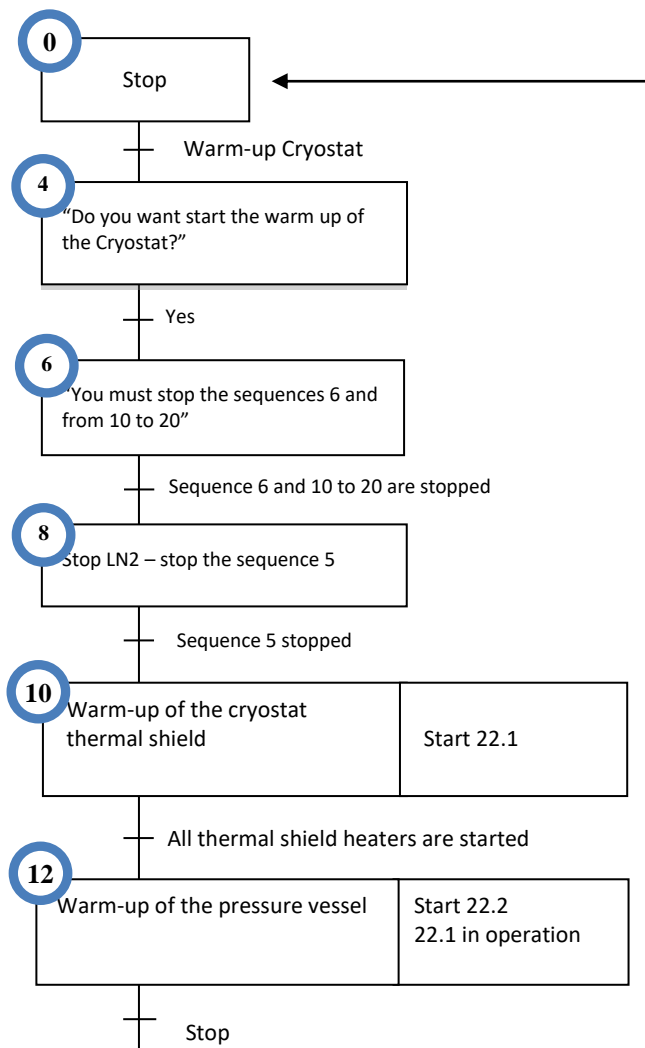 0
Stop
Warm-up Cryostat
4
“Do you want start the warm up of
the Cryostat?”
Yes
6
“You must stop the sequences 6 and
from 10 to 20”
Sequence 6 and 10 to 20 are stopped
8
Stop LN2 – stop the sequence 5
Sequence 5 stopped
10
Warm-up of the cryostat
thermal shield
Start 22.1
All thermal shield heaters are started
12
Warm-up of the pressure vessel
Start 22.2
22.1 in operation
Stop